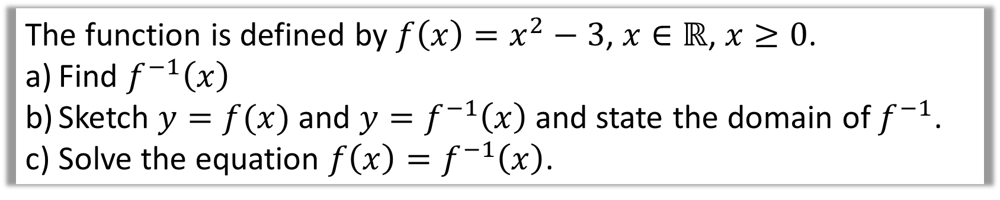 The function is defined by 𝑓(𝑥) = 𝑥² − 3, 𝑥 ∈ ℝ, 𝑥 ≥ 0.
a) Find 𝑓⁻¹(𝑥)
b) Sketch 𝑦 = 𝑓(𝑥) and 𝑦 = 𝑓⁻¹(𝑥) and state the domain of 𝑓⁻¹.
c) Solve the equation 𝑓(𝑥) = 𝑓⁻¹(𝑥).